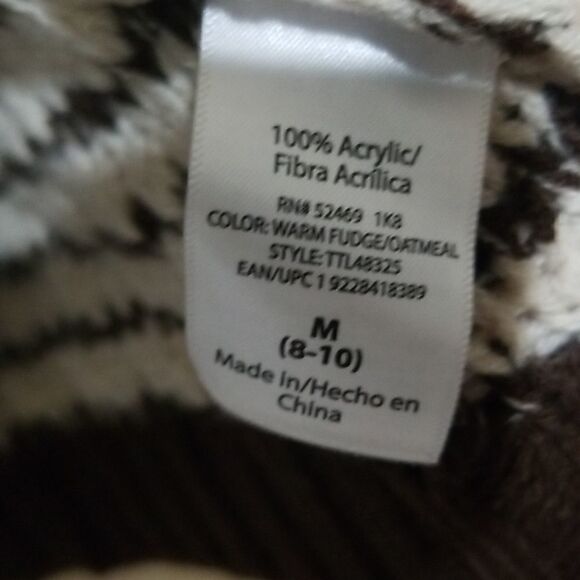 100% Acrylic/
Fibra Acrílica
RN# 52469 1K8
COLOR: WARM FUDGE/OATMEAL
STYLE: TTL48325
EAN/UPC 1 9228418389
M
(8-10)
Made in/Hecho en
China